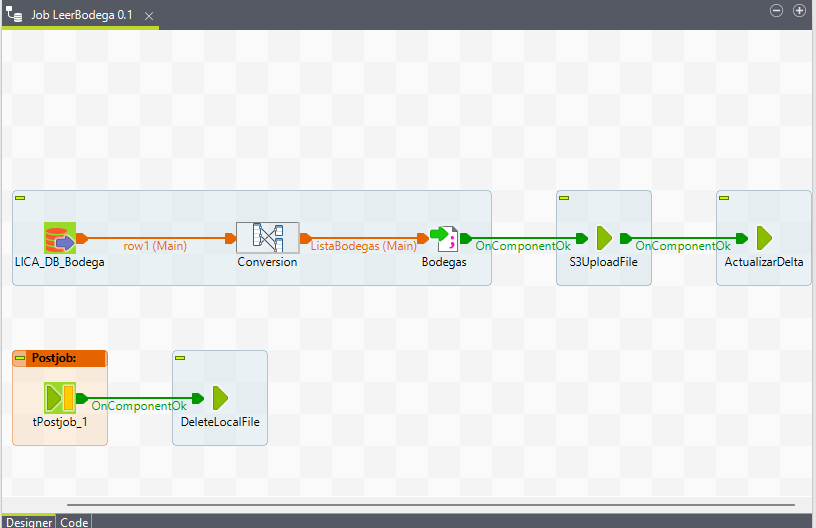 Job LeerBodega 0.1
row1 (Main)
ListaBodegas (Main)
OnComponentOk
OnComponentOk
LICA_DB_Bodega
Conversion
Bodegas
S3UploadFile
ActualizarDelta
Postjob:
OnComponentOk
tPostjob_1
DeleteLocalFile
Designer
Code